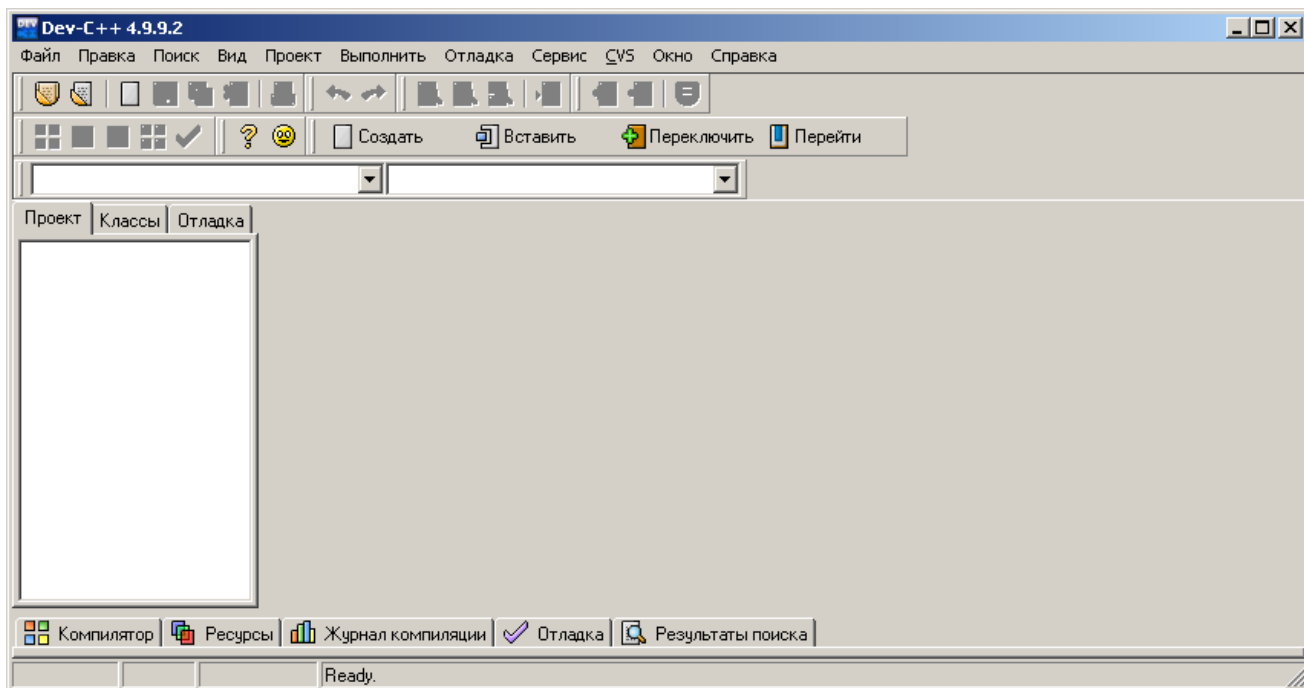 Dev-C++ 4.9.9.2
Файл Правка Поиск Вид Проект Выполнить Отладка Сервис CVS Окно Справка
Создать Вставить Переключить Перейти
Проект Классы Отладка
Компилятор Ресурсы Журнал компиляции Отладка Результаты поиска
Ready.